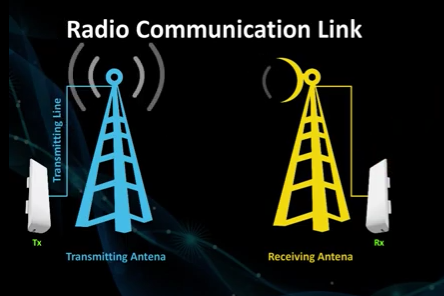 Radio Communication Link
Transmitting Line
Tx
Transmitting Antena
Receiving Antena
Rx